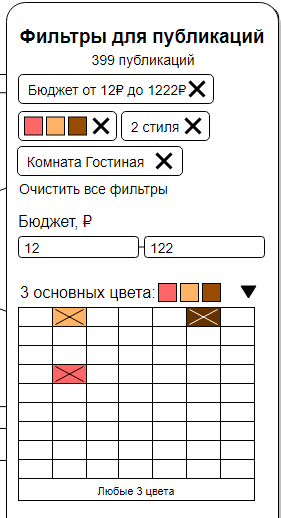 Фильтры для публикаций
399 публикаций
Бюджет от 12₽ до 1222₽
2 стиля
Комната Гостиная
Очистить все фильтры
Бюджет, ₽
12 122
3 основных цвета:
Любые 3 цвета